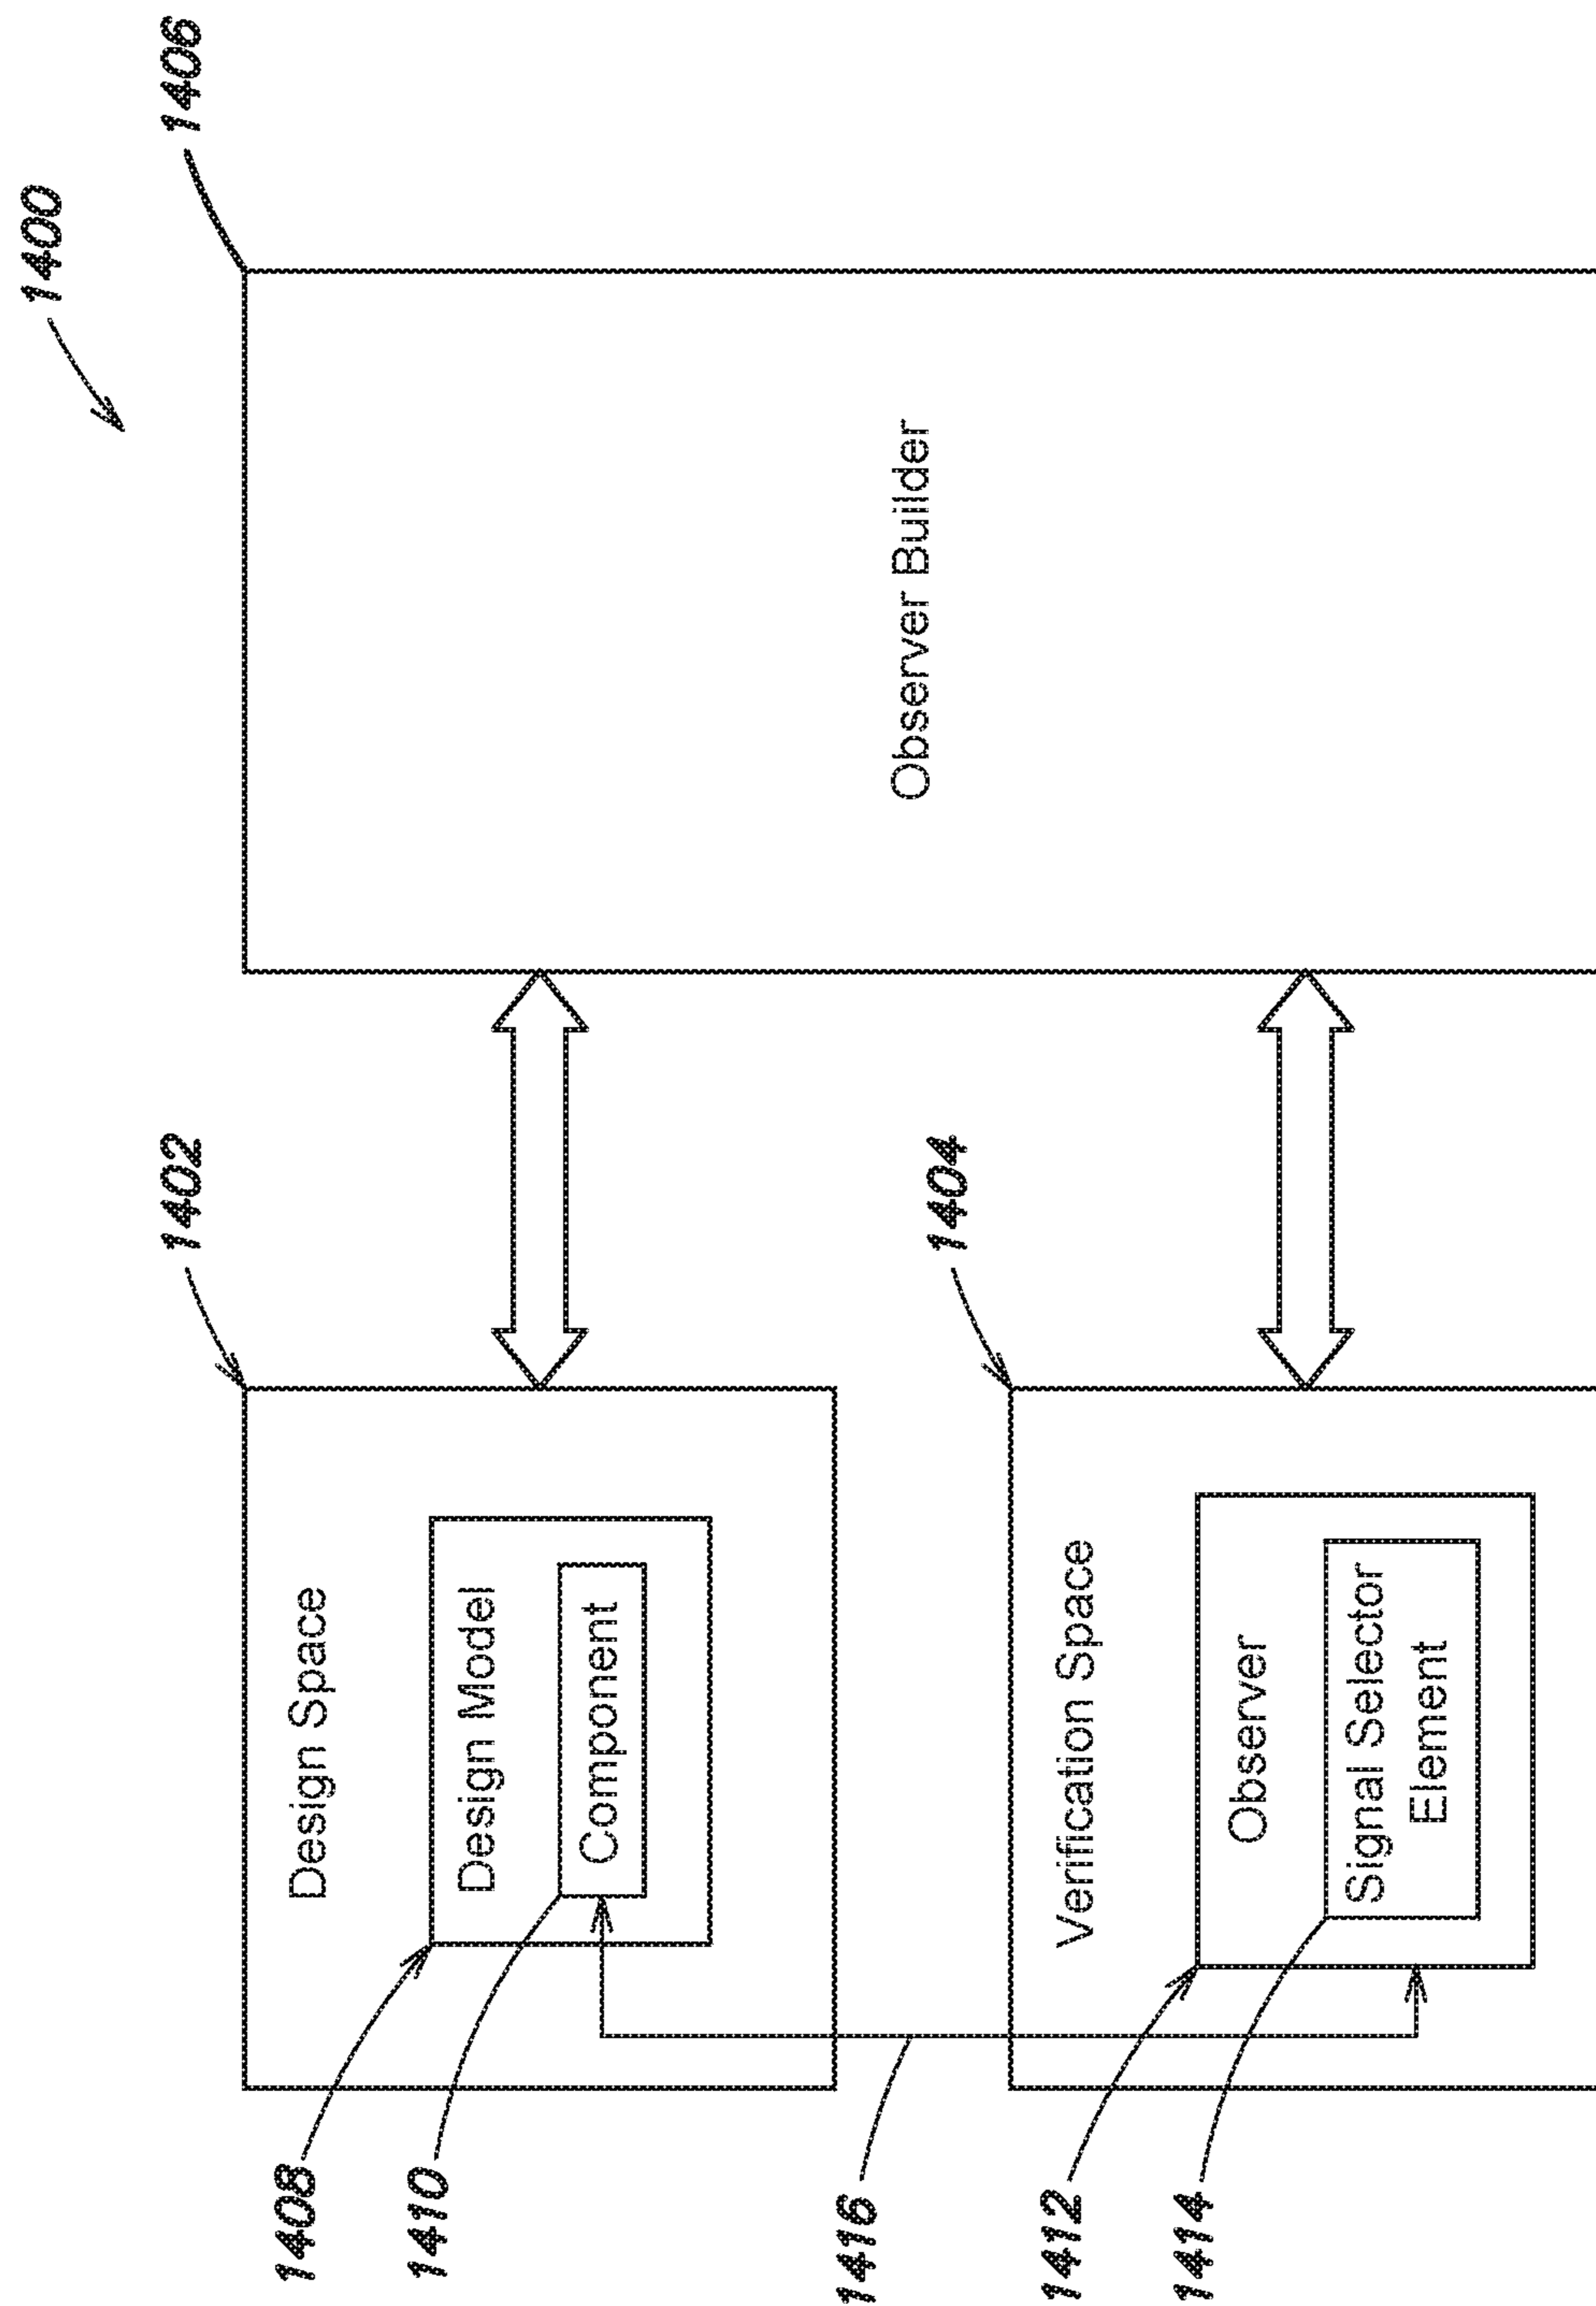 1400
1402
1406
Design Space
1408
Design Model
1410
Component
Observer Builder
1416
1404
Verification Space
1412
Observer
1414
Signal Selector
Element